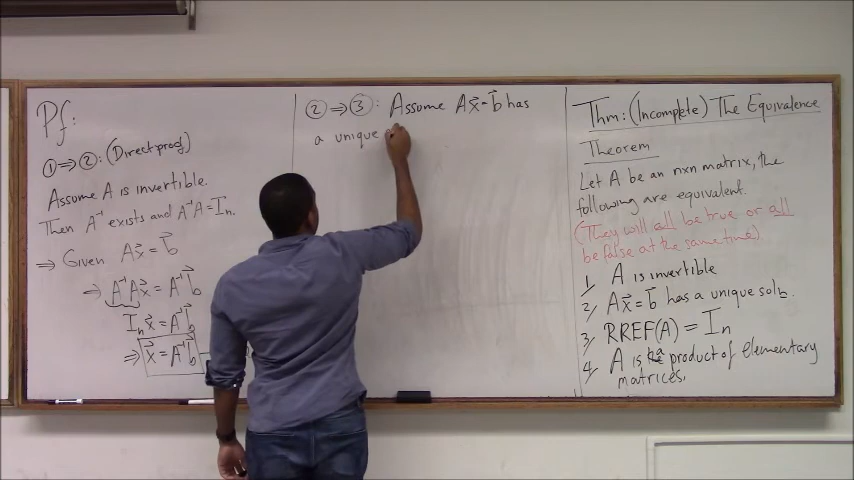 Pf:
① ⇒ ②: (Direct proof)
Assume A is invertible.
Then A⁻¹ exists and A⁻¹A = Iₙ.
⇒ Given Ax⃗ = b⃗
⇒ A⁻¹Ax⃗ = A⁻¹b⃗
Iₙx⃗ = A⁻¹b⃗
⇒ x⃗ = A⁻¹b⃗
② ⇒ ③: Assume Ax⃗ = b⃗ has
a unique
Thm: (Incomplete) The Equivalence
Theorem
Let A be an nxn matrix, the
following are equivalent.
(They will all be true or all
be false at the same time).
1/ A is invertible
2/ Ax⃗ = b⃗ has a unique solⁿ.
3/ RREF(A) = Iₙ
4/ A is a product of elementary
matrices.